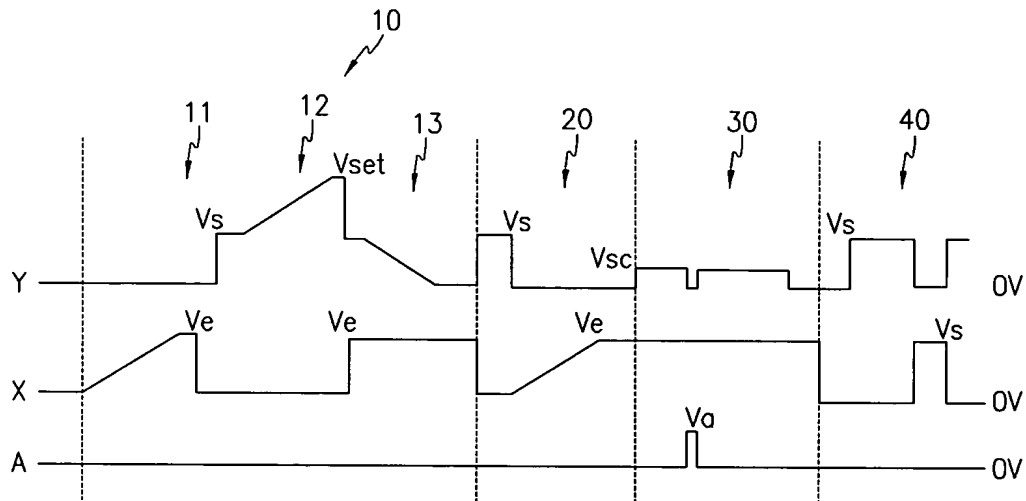 10
11 12 13 20 30 40
Vset
Vs Vs Vs
Vsc
Y 0V
Ve Ve Ve Vs
X 0V
Va
A 0V